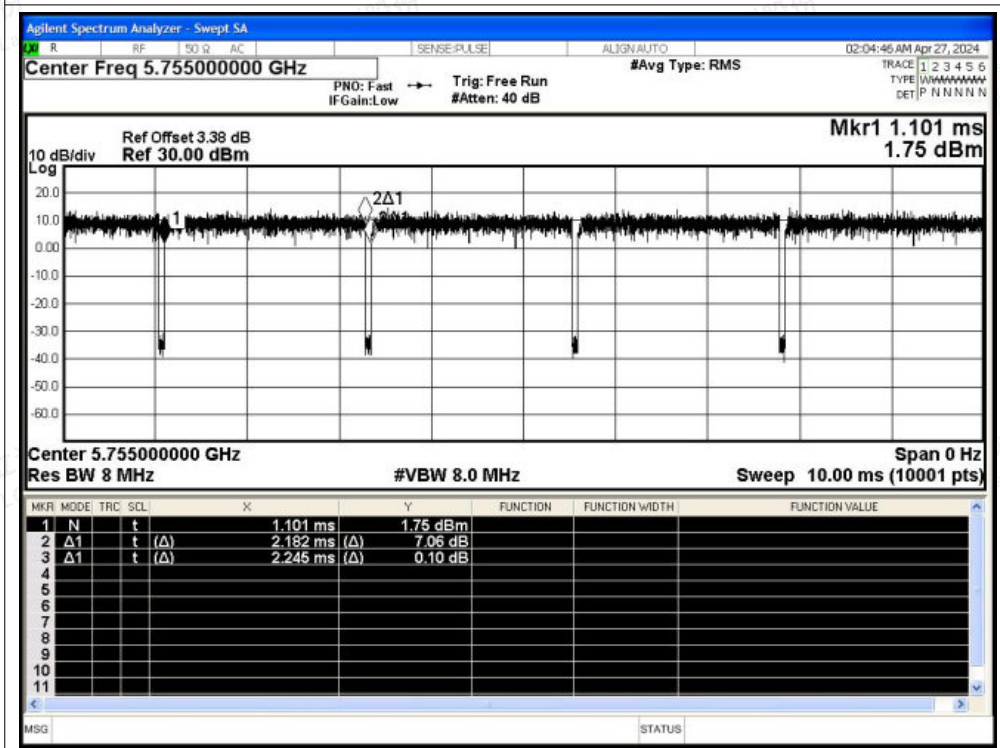 Agilent Spectrum Analyzer - Swept SA
LXI R RF 50 Ω AC SENSE:PULSE ALIGNAUTO 02:04:46 AM Apr 27, 2024
Center Freq 5.755000000 GHz #Avg Type: RMS TRACE 1 2 3 4 5 6
PNO: Fast Trig: Free Run TYPE WWWWWW
IFGain:Low #Atten: 40 dB DET P N N N N N
Ref Offset 3.38 dB Mkr1 1.101 ms
10 dB/div Ref 30.00 dBm 1.75 dBm
Log
20.0
2Δ1
10.0
1
0.00
-10.0
-20.0
-30.0
-40.0
-50.0
-60.0
Center 5.755000000 GHz Span 0 Hz
Res BW 8 MHz #VBW 8.0 MHz Sweep 10.00 ms (10001 pts)
MKR MODE TRC SCL X Y FUNCTION FUNCTION WIDTH FUNCTION VALUE
1 N t 1.101 ms 1.75 dBm
2 Δ1 t (Δ) 2.182 ms (Δ) 7.06 dB
3 Δ1 t (Δ) 2.245 ms (Δ) 0.10 dB
4
5
6
7
8
9
10
11
MSG STATUS